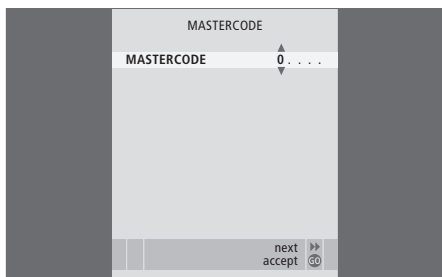 MASTERCODE
MASTERCODE 0 . . . .
next
accept GO